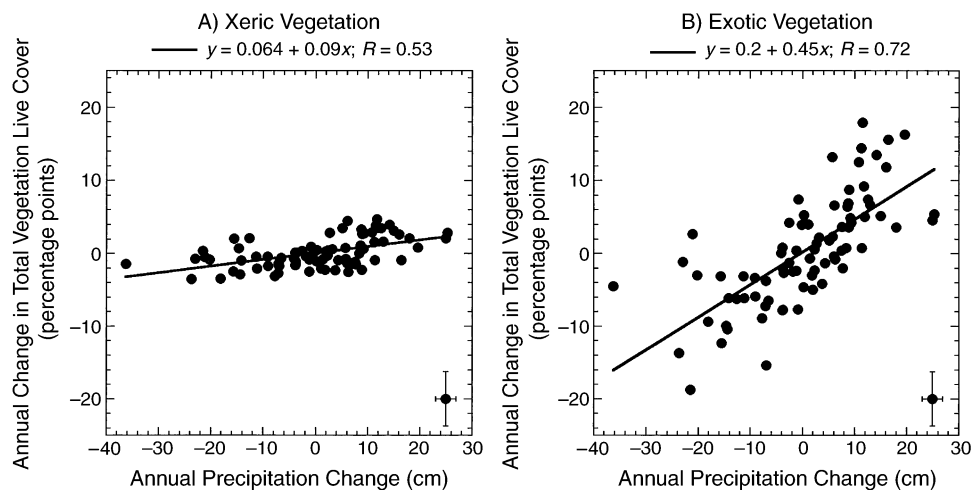 A) Xeric Vegetation
y = 0.064 + 0.09x; R = 0.53
Annual Change in Total Vegetation Live Cover
(percentage points)
20
10
0
−10
−20
−40
−30
−20
−10
0
10
20
30
Annual Precipitation Change (cm)
B) Exotic Vegetation
y = 0.2 + 0.45x; R = 0.72
Annual Change in Total Vegetation Live Cover
(percentage points)
20
10
0
−10
−20
−40
−30
−20
−10
0
10
20
30
Annual Precipitation Change (cm)